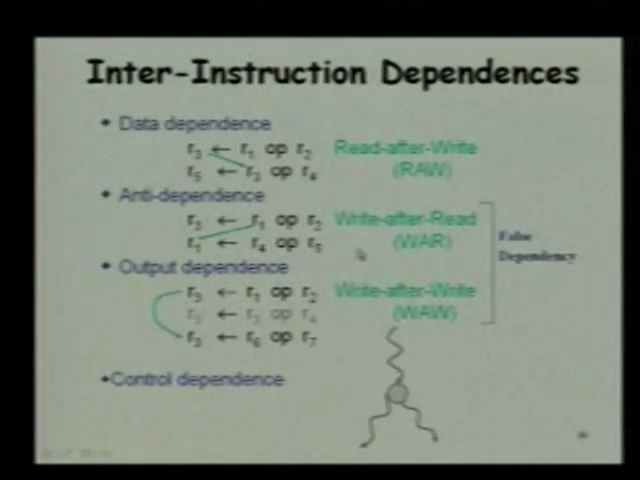 Inter-Instruction Dependences
• Data dependence
r3 ← r1 op r2 Read-after-Write
r5 ← r3 op r4 (RAW)
• Anti-dependence
r3 ← r1 op r2 Write-after-Read
r1 ← r4 op r5 (WAR)
False
Dependency
• Output dependence
r3 ← r1 op r2 Write-after-Write
r5 ← r3 op r4 (WAW)
r3 ← r6 op r7
•Control dependence